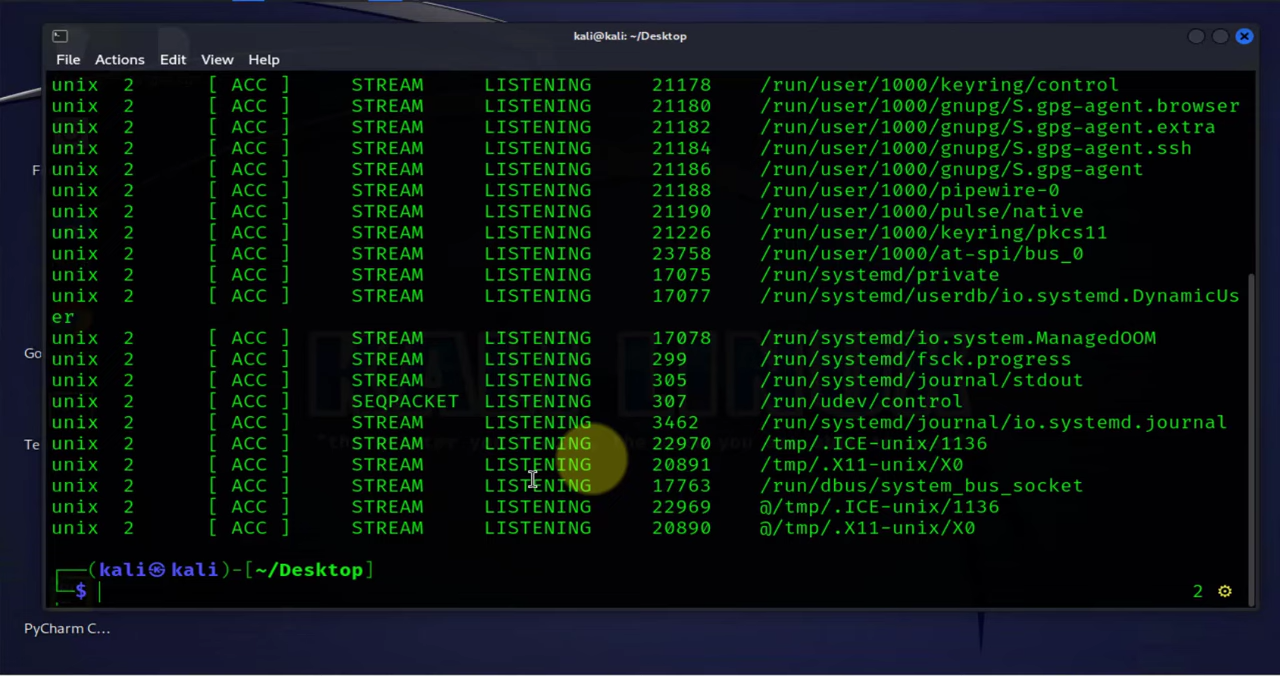 kali@kali: ~/Desktop
File Actions Edit View Help
unix 2 [ ACC ] STREAM LISTENING 21178 /run/user/1000/keyring/control
unix 2 [ ACC ] STREAM LISTENING 21180 /run/user/1000/gnupg/S.gpg-agent.browser
unix 2 [ ACC ] STREAM LISTENING 21182 /run/user/1000/gnupg/S.gpg-agent.extra
unix 2 [ ACC ] STREAM LISTENING 21184 /run/user/1000/gnupg/S.gpg-agent.ssh
unix 2 [ ACC ] STREAM LISTENING 21186 /run/user/1000/gnupg/S.gpg-agent
unix 2 [ ACC ] STREAM LISTENING 21188 /run/user/1000/pipewire-0
unix 2 [ ACC ] STREAM LISTENING 21190 /run/user/1000/pulse/native
unix 2 [ ACC ] STREAM LISTENING 21226 /run/user/1000/keyring/pkcs11
unix 2 [ ACC ] STREAM LISTENING 23758 /run/user/1000/at-spi/bus_0
unix 2 [ ACC ] STREAM LISTENING 17075 /run/systemd/private
unix 2 [ ACC ] STREAM LISTENING 17077 /run/systemd/userdb/io.systemd.DynamicUs
er
unix 2 [ ACC ] STREAM LISTENING 17078 /run/systemd/io.system.ManagedOOM
unix 2 [ ACC ] STREAM LISTENING 299 /run/systemd/fsck.progress
unix 2 [ ACC ] STREAM LISTENING 305 /run/systemd/journal/stdout
unix 2 [ ACC ] SEQPACKET LISTENING 307 /run/udev/control
unix 2 [ ACC ] STREAM LISTENING 3462 /run/systemd/journal/io.systemd.journal
unix 2 [ ACC ] STREAM LISTENING 22970 /tmp/.ICE-unix/1136
unix 2 [ ACC ] STREAM LISTENING 20891 /tmp/.X11-unix/X0
unix 2 [ ACC ] STREAM LISTENING 17763 /run/dbus/system_bus_socket
unix 2 [ ACC ] STREAM LISTENING 22969 @/tmp/.ICE-unix/1136
unix 2 [ ACC ] STREAM LISTENING 20890 @/tmp/.X11-unix/X0
┌──(kali㉿kali)-[~/Desktop]
└─$ 2 ⚙
F
Go
Te
PyCharm C...